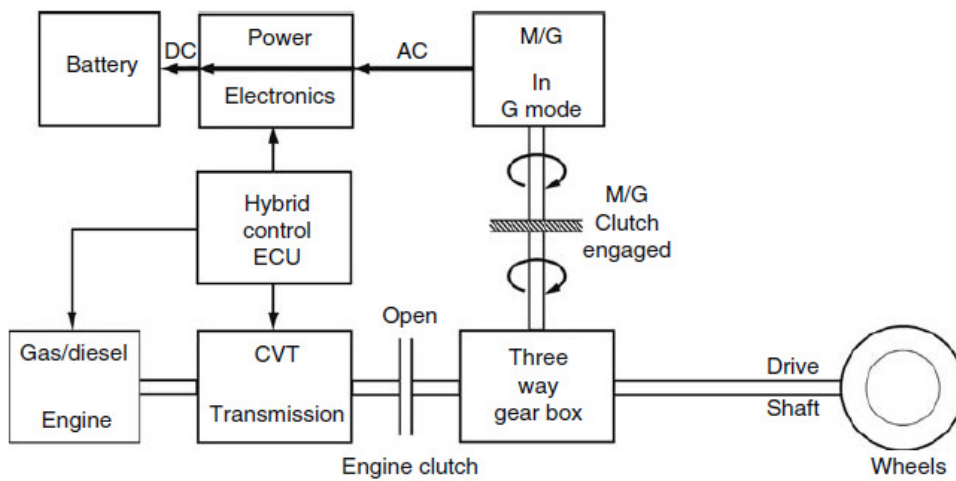 Battery
DC
Power
Electronics
AC
M/G
In
G mode
Hybrid
control
ECU
M/G
Clutch
engaged
Gas/diesel
Engine
CVT
Transmission
Open
Engine clutch
Three
way
gear box
Drive
Shaft
Wheels